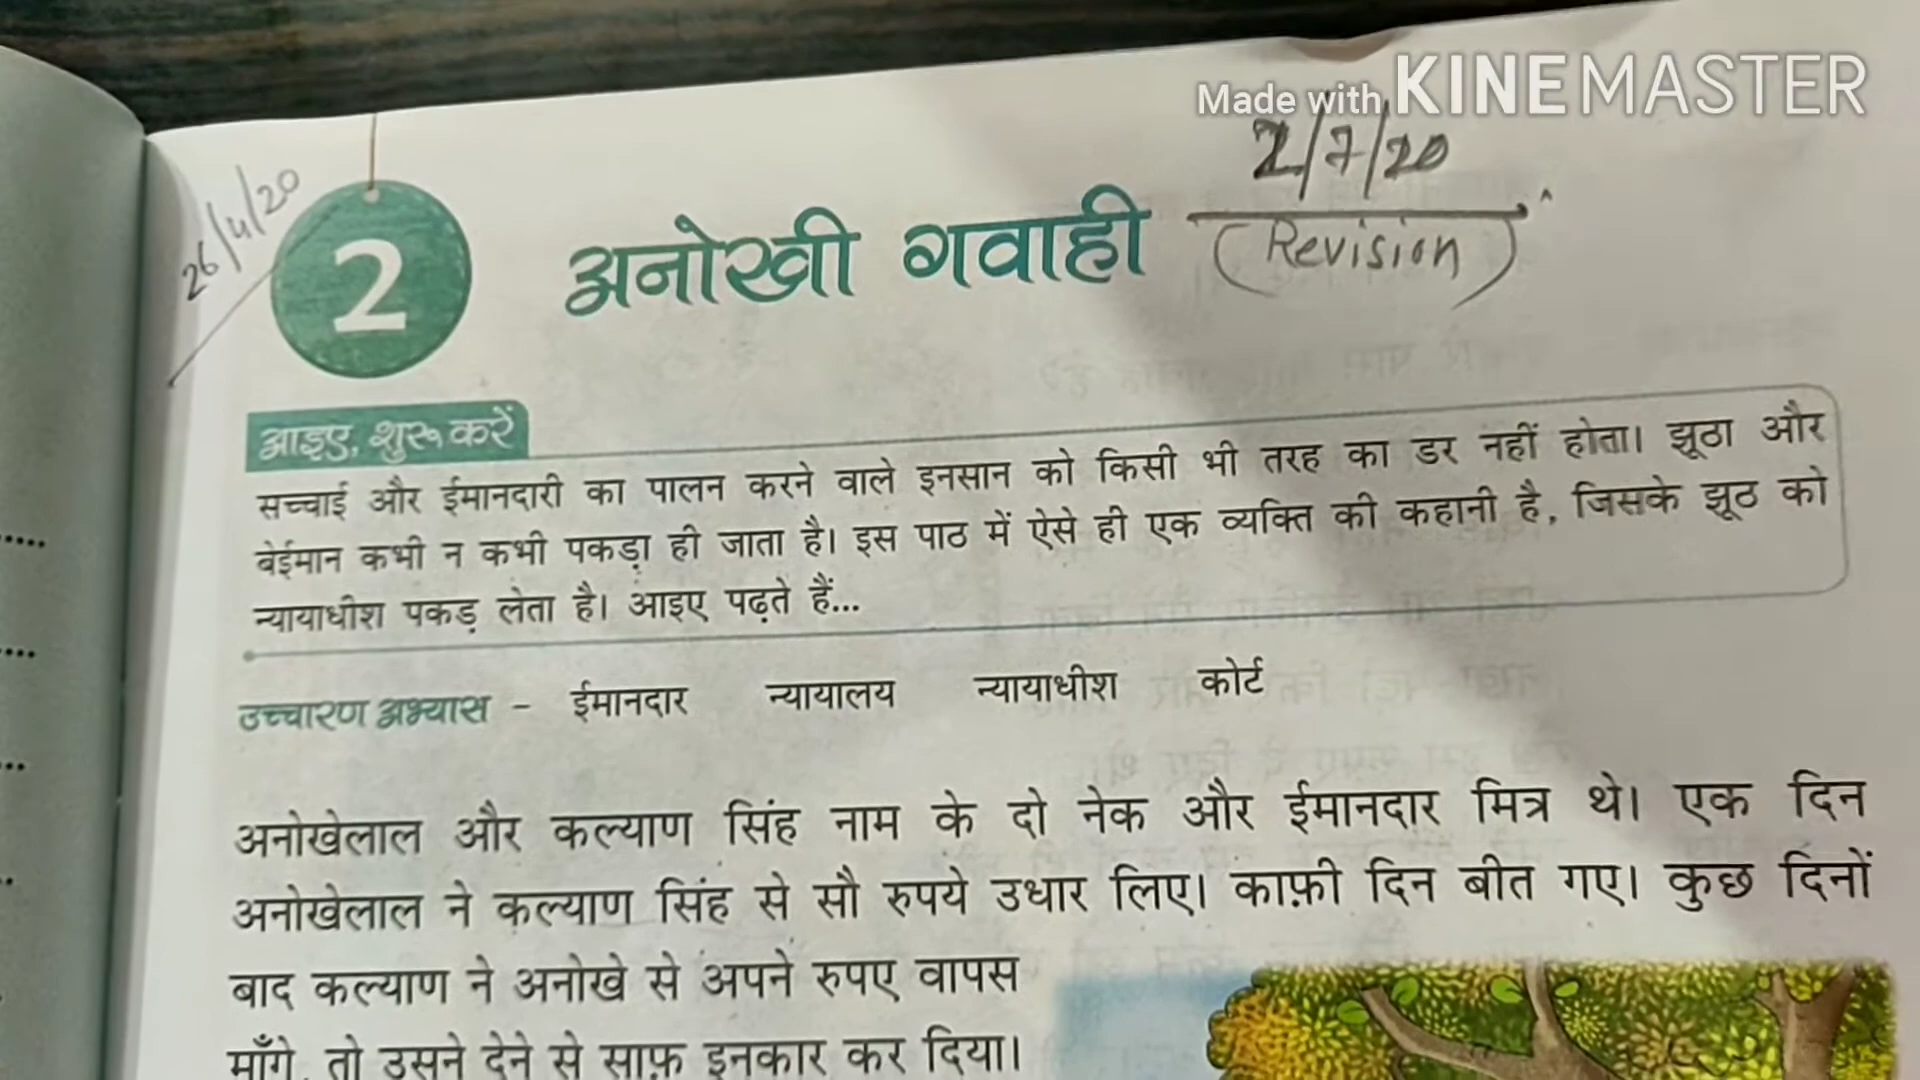 Made with KINEMASTER
2/7/20
26/4/20
2 अनोखी गवाही (Revision)
आइए, शुरू करें
सच्चाई और ईमानदारी का पालन करने वाले इनसान को किसी भी तरह का डर नहीं होता। झूठा और
बेईमान कभी न कभी पकड़ा ही जाता है। इस पाठ में ऐसे ही एक व्यक्ति की कहानी है, जिसके झूठ को
न्यायाधीश पकड़ लेता है। आइए पढ़ते हैं...
उच्चारण अभ्यास - ईमानदार न्यायालय न्यायाधीश कोर्ट
अनोखेलाल और कल्याण सिंह नाम के दो नेक और ईमानदार मित्र थे। एक दिन
अनोखेलाल ने कल्याण सिंह से सौ रुपये उधार लिए। काफ़ी दिन बीत गए। कुछ दिनों
बाद कल्याण ने अनोखे से अपने रुपए वापस
माँगे, तो उसने देने से साफ़ इनकार कर दिया।